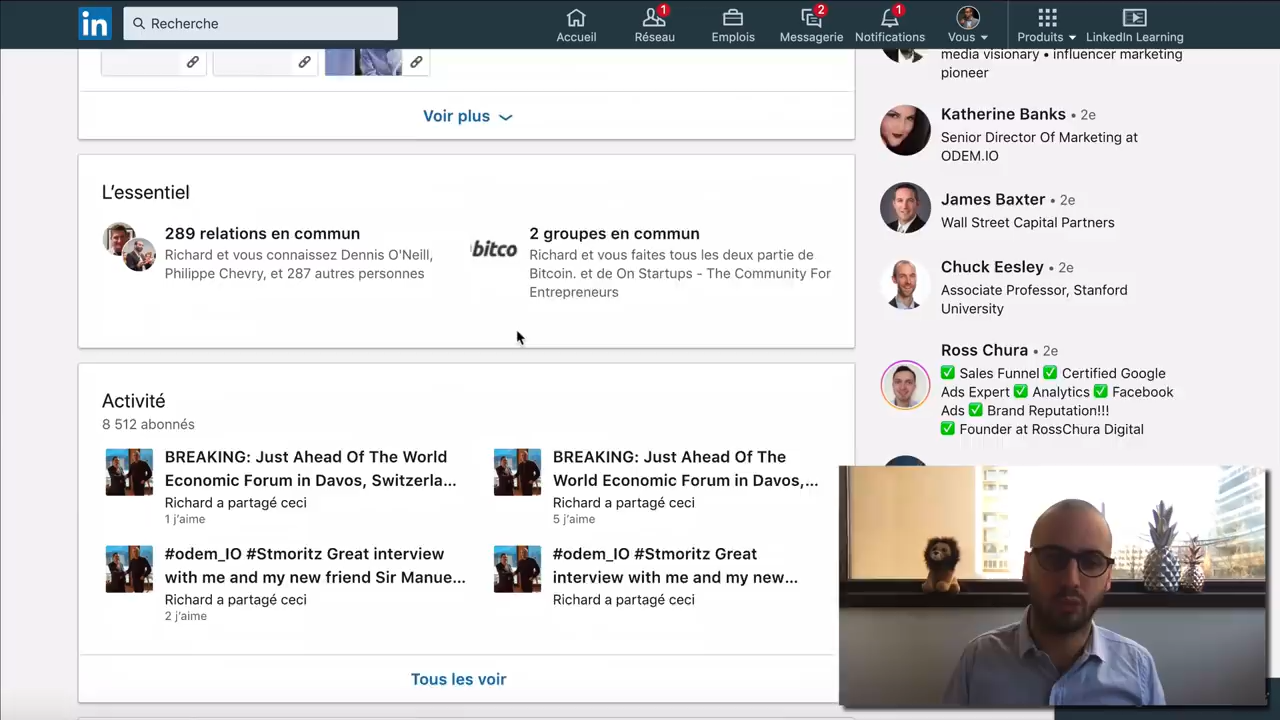 in
Recherche
Accueil
1
Réseau
Emplois
2
Messagerie
1
Notifications
Vous
Produits
LinkedIn Learning
Voir plus
L'essentiel
289 relations en commun
Richard et vous connaissez Dennis O'Neill,
Philippe Chevry, et 287 autres personnes
bitco
2 groupes en commun
Richard et vous faites tous les deux partie de
Bitcoin. et de On Startups - The Community For
Entrepreneurs
Activité
8 512 abonnés
BREAKING: Just Ahead Of The World
Economic Forum in Davos, Switzerla...
Richard a partagé ceci
1 j'aime
BREAKING: Just Ahead Of The
World Economic Forum in Davos,...
Richard a partagé ceci
5 j'aime
#odem_IO #Stmoritz Great interview
with me and my new friend Sir Manue...
Richard a partagé ceci
2 j'aime
#odem_IO #Stmoritz Great
interview with me and my new...
Richard a partagé ceci
Tous les voir
media visionary • influencer marketing
pioneer
Katherine Banks • 2e
Senior Director Of Marketing at
ODEM.IO
James Baxter • 2e
Wall Street Capital Partners
Chuck Eesley • 2e
Associate Professor, Stanford
University
Ross Chura • 2e
✅ Sales Funnel ✅ Certified Google
Ads Expert ✅ Analytics ✅ Facebook
Ads ✅ Brand Reputation!!!
✅ Founder at RossChura Digital